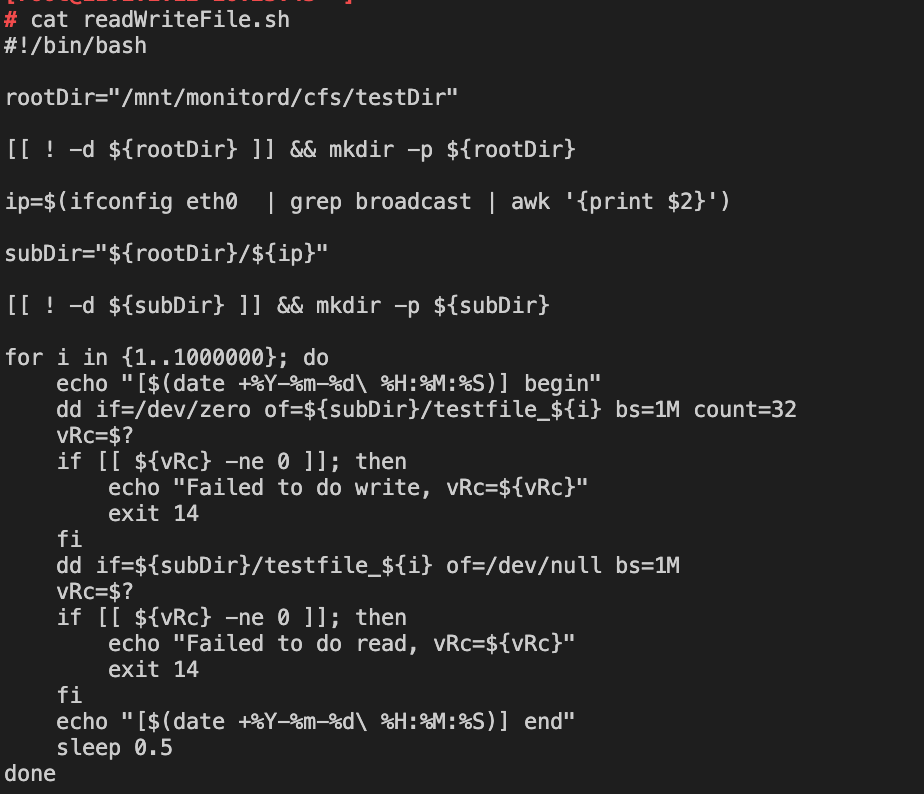 # cat readWriteFile.sh
#!/bin/bash
rootDir="/mnt/monitord/cfs/testDir"
[[ ! -d ${rootDir} ]] && mkdir -p ${rootDir}
ip=$(ifconfig eth0  | grep broadcast | awk '{print $2}')
subDir="${rootDir}/${ip}"
[[ ! -d ${subDir} ]] && mkdir -p ${subDir}
for i in {1..1000000}; do
    echo "[$(date +%Y-%m-%d\ %H:%M:%S)] begin"
    dd if=/dev/zero of=${subDir}/testfile_${i} bs=1M count=32
    vRc=$?
    if [[ ${vRc} -ne 0 ]]; then
        echo "Failed to do write, vRc=${vRc}"
        exit 14
    fi
    dd if=${subDir}/testfile_${i} of=/dev/null bs=1M
    vRc=$?
    if [[ ${vRc} -ne 0 ]]; then
        echo "Failed to do read, vRc=${vRc}"
        exit 14
    fi
    echo "[$(date +%Y-%m-%d\ %H:%M:%S)] end"
    sleep 0.5
done